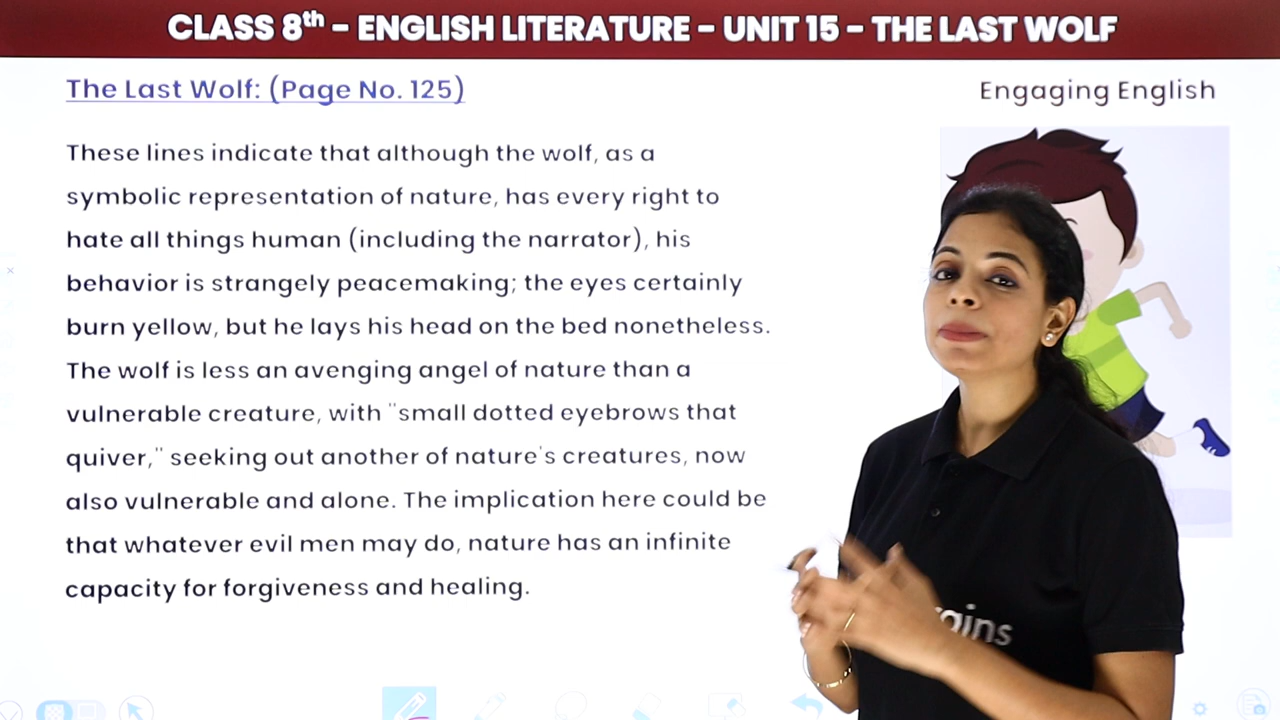 CLASS 8th - ENGLISH LITERATURE - UNIT 15 - THE LAST WOLF
The Last Wolf: (Page No. 125)
Engaging English
These lines indicate that although the wolf, as a
symbolic representation of nature, has every right to
hate all things human (including the narrator), his
behavior is strangely peacemaking; the eyes certainly
burn yellow, but he lays his head on the bed nonetheless.
The wolf is less an avenging angel of nature than a
vulnerable creature, with "small dotted eyebrows that
quiver," seeking out another of nature's creatures, now
also vulnerable and alone. The implication here could be
that whatever evil men may do, nature has an infinite
capacity for forgiveness and healing.